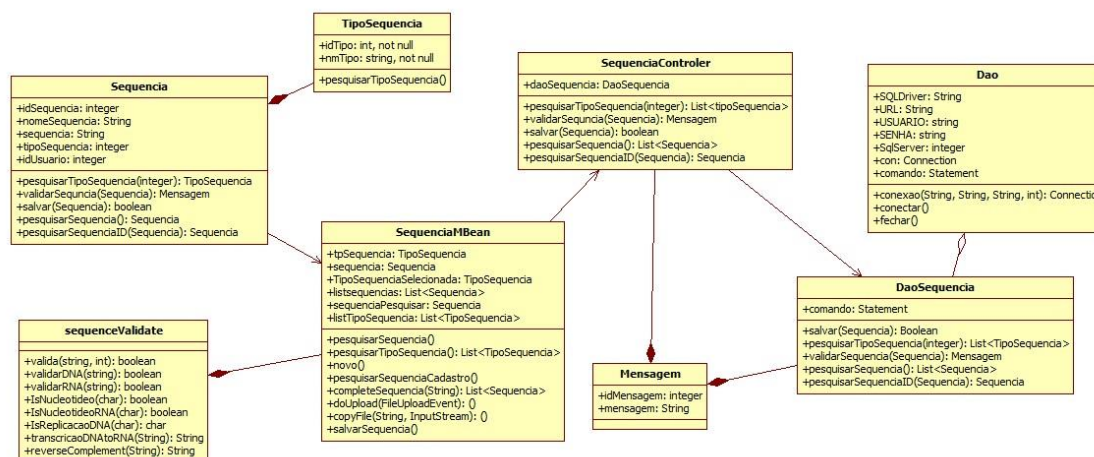 TipoSequencia
+idTipo: int, not null
+nmTipo: string, not null
+pesquisarTipoSequencia()
Sequencia
+idSequencia: integer
+nomeSequencia: String
+sequencia: String
+tipoSequencia: integer
+idUsuario: integer
+pesquisarTipoSequencia(integer): TipoSequencia
+validarSequncia(Sequencia): Mensagem
+salvar(Sequencia): boolean
+pesquisarSequencia(): Sequencia
+pesquisarSequenciaID(Sequencia): Sequencia
SequenciaControler
+daoSequencia: DaoSequencia
+pesquisarTipoSequencia(integer): List<tipoSequencia>
+validarSequncia(Sequencia): Mensagem
+salvar(Sequencia): boolean
+pesquisarSequencia(): List<Sequencia>
+pesquisarSequenciaID(Sequencia): Sequencia
Dao
+SQLDriver: String
+URL: String
+USUARIO: string
+SENHA: string
+SqlServer: integer
+con: Connection
+comando: Statement
+conexao(String, String, String, int): Connectio
+conectar()
+fechar()
SequenciaMBean
+tpSequencia: TipoSequencia
+sequencia: Sequencia
+TipoSequenciaSelecionada: TipoSequencia
+listsequencias: List<Sequencia>
+sequenciaPesquisar: Sequencia
+listTipoSequencia: List<TipoSequencia>
+pesquisarSequencia()
+pesquisarTipoSequencia(): List<TipoSequencia>
+novo()
+pesquisarSequenciaCadastro()
+completeSequencia(String): List<Sequencia>
+doUpload(FileUploadEvent): ()
+copyFile(String, InputStream): ()
+salvarSequencia()
sequenceValidate
+valida(string, int): boolean
+validarDNA(string): boolean
+validarRNA(string): boolean
+IsNucleotideo(char): boolean
+IsNucleotideoRNA(char): boolean
+IsReplicacaoDNA(char): char
+transcricaoDNAtoRNA(String): String
+reverseComplement(String): String
Mensagem
+idMensagem: integer
+mensagem: String
DaoSequencia
+comando: Statement
+salvar(Sequencia): Boolean
+pesquisarTipoSequencia(integer): List<TipoSequencia>
+validarSequencia(Sequencia): Mensagem
+pesquisarSequencia(): List<Sequencia>
+pesquisarSequenciaID(Sequencia): Sequencia